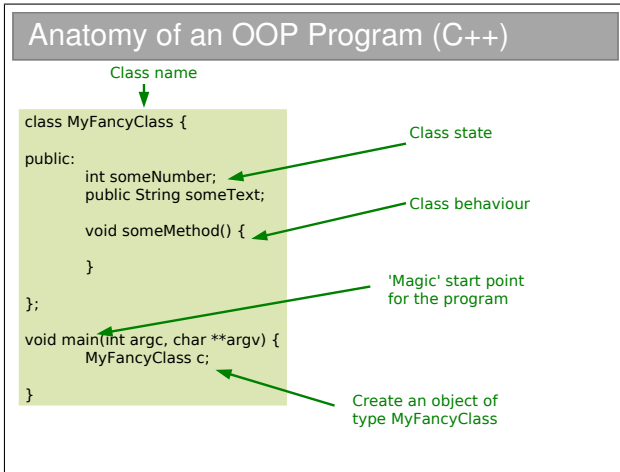 Anatomy of an OOP Program (C++)
Class name
class MyFancyClass {
public:
int someNumber;
public String someText;
void someMethod() {
}
};
void main(int argc, char **argv) {
MyFancyClass c;
}
Class state
Class behaviour
'Magic' start point
for the program
Create an object of
type MyFancyClass